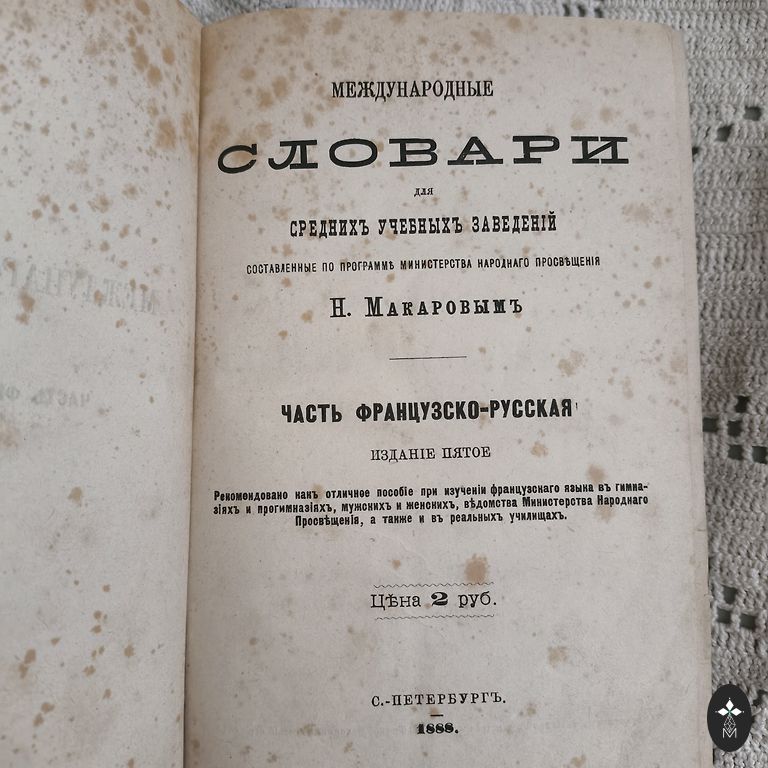 МЕЖДУНАРОДНЫЕ
СЛОВАРИ
для
СРЕДНИХЪ УЧЕБНЫХЪ ЗАВЕДЕНІЙ
СОСТАВЛЕННЫЕ ПО ПРОГРАММѢ МИНИСТЕРСТВА НАРОДНАГО ПРОСВѢЩЕНІЯ
Н. МАКАРОВЫМЪ
ЧАСТЬ ФРАНЦУЗСКО-РУССКАЯ
ИЗДАНІЕ ПЯТОЕ
Рекомендовано какъ отличное пособіе при изученіи французскаго языка въ гимна-
зіяхъ и прогимназіяхъ, мужскихъ и женскихъ, вѣдомства Министерства Народнаго
Просвѣщенія, а также и въ реальныхъ училищахъ.
Цѣна 2 руб.
С.-ПЕТЕРБУРГЪ.
1888.